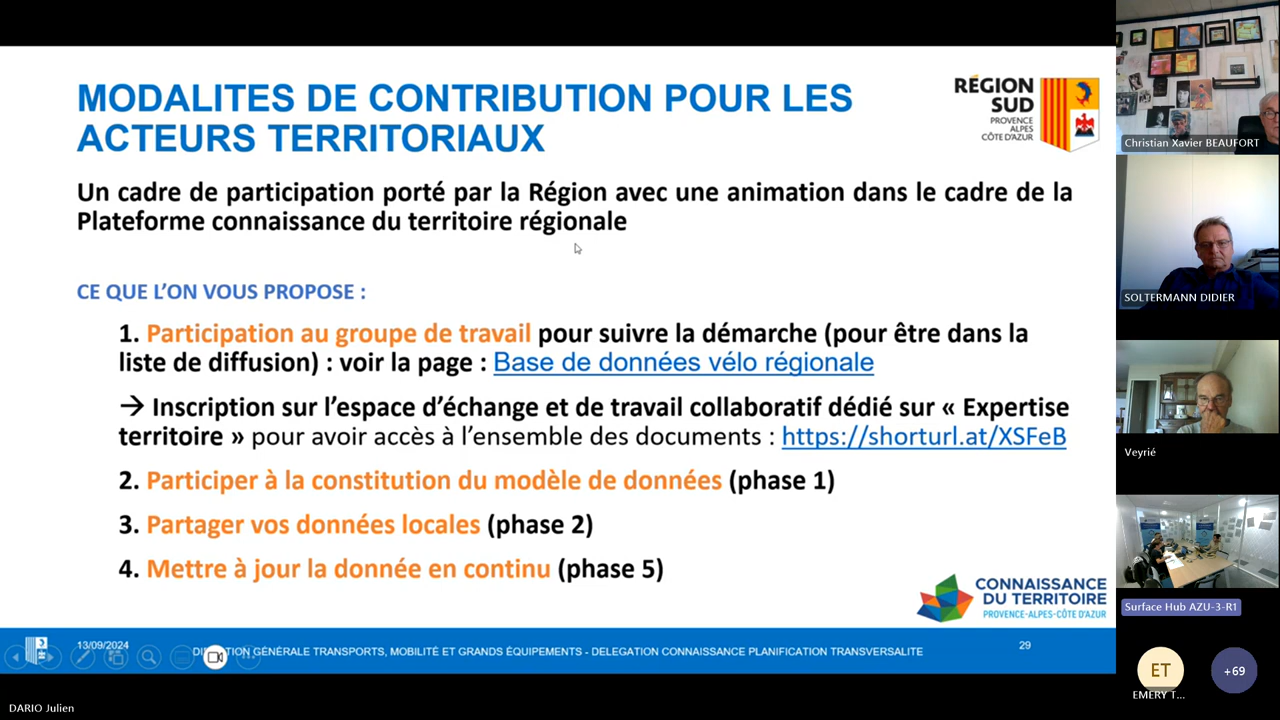 MODALITES DE CONTRIBUTION POUR LES
ACTEURS TERRITORIAUX
RÉGION
SUD
PROVENCE
ALPES
CÔTE D'AZUR
Un cadre de participation porté par la Région avec une animation dans le cadre de la
Plateforme connaissance du territoire régionale
CE QUE L'ON VOUS PROPOSE :
1. Participation au groupe de travail pour suivre la démarche (pour être dans la
liste de diffusion) : voir la page : Base de données vélo régionale
→ Inscription sur l'espace d'échange et de travail collaboratif dédié sur « Expertise
territoire » pour avoir accès à l'ensemble des documents : https://shorturl.at/XSFeB
2. Participer à la constitution du modèle de données (phase 1)
3. Partager vos données locales (phase 2)
4. Mettre à jour la donnée en continu (phase 5)
CONNAISSANCE
DU TERRITOIRE
PROVENCE-ALPES-CÔTE D'AZUR
13/09/2024
GÉNÉRALE TRANSPORTS, MOBILITÉ ET GRANDS ÉQUIPEMENTS - DELEGATION CONNAISSANCE PLANIFICATION TRANSVERSALITE
29
DARIO Julien
Christian Xavier BEAUFORT
SOLTERMANN DIDIER
Veyrié
Surface Hub AZU-3-R1
ET
EMERY T...
+69